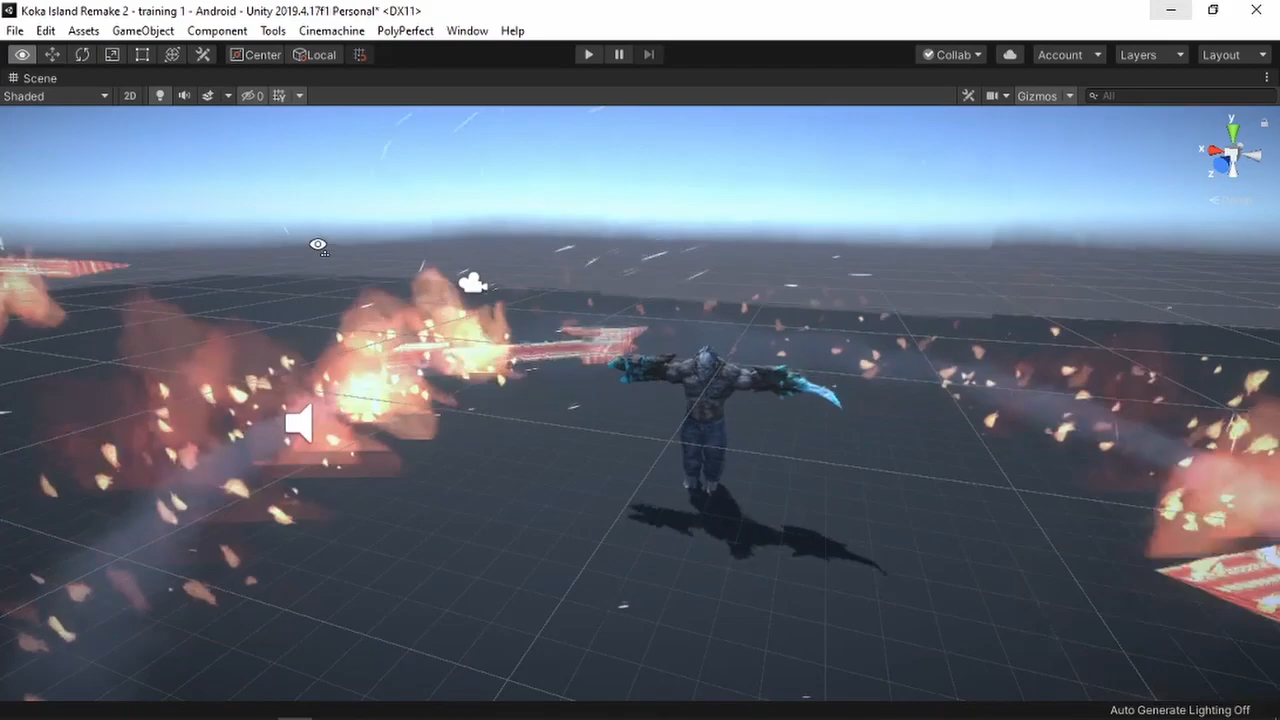 Koka Island Remake 2 - training 1 - Android - Unity 2019.4.17f1 Personal* <DX11>
File Edit Assets GameObject Component Tools Cinemachine PolyPerfect Window Help
Center Local Collab Account Layers Layout
Scene
Shaded 2D 0 Gizmos All
y
x
z
Auto Generate Lighting Off